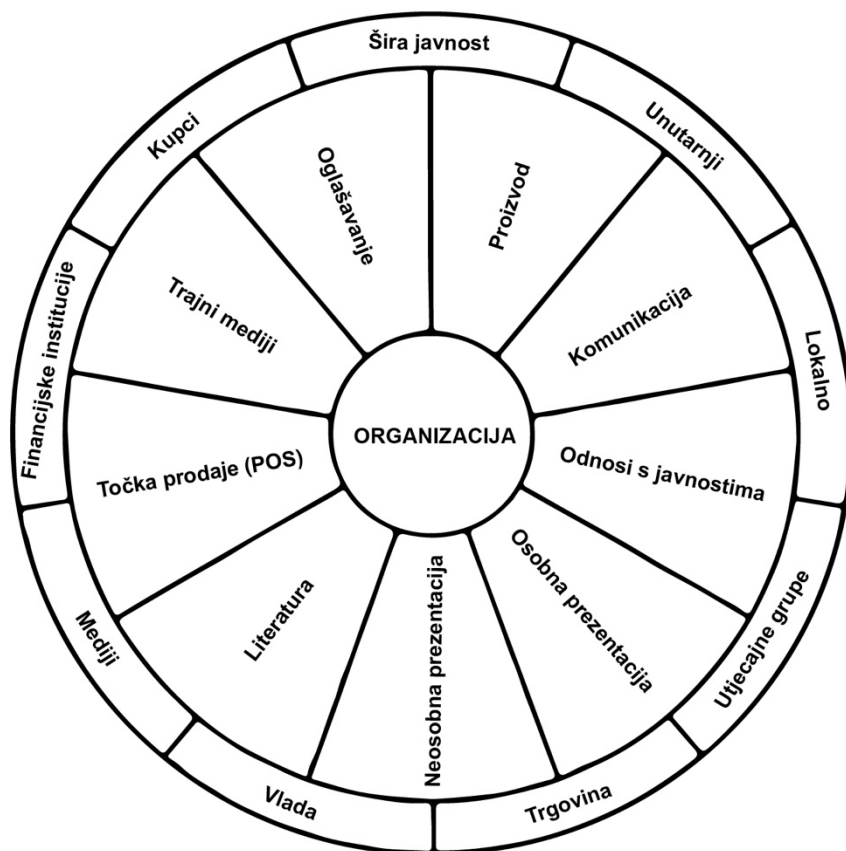 Šira javnost
Unutarnji
Lokalno
Utjecajne grupe
Trgovina
Vlada
Mediji
Financijske institucije
Kupci
Oglašavanje
Proizvod
Komunikacija
Odnosi s javnostima
Osobna prezentacija
Neosobna prezentacija
Literatura
Točka prodaje (POS)
Trajni mediji
ORGANIZACIJA